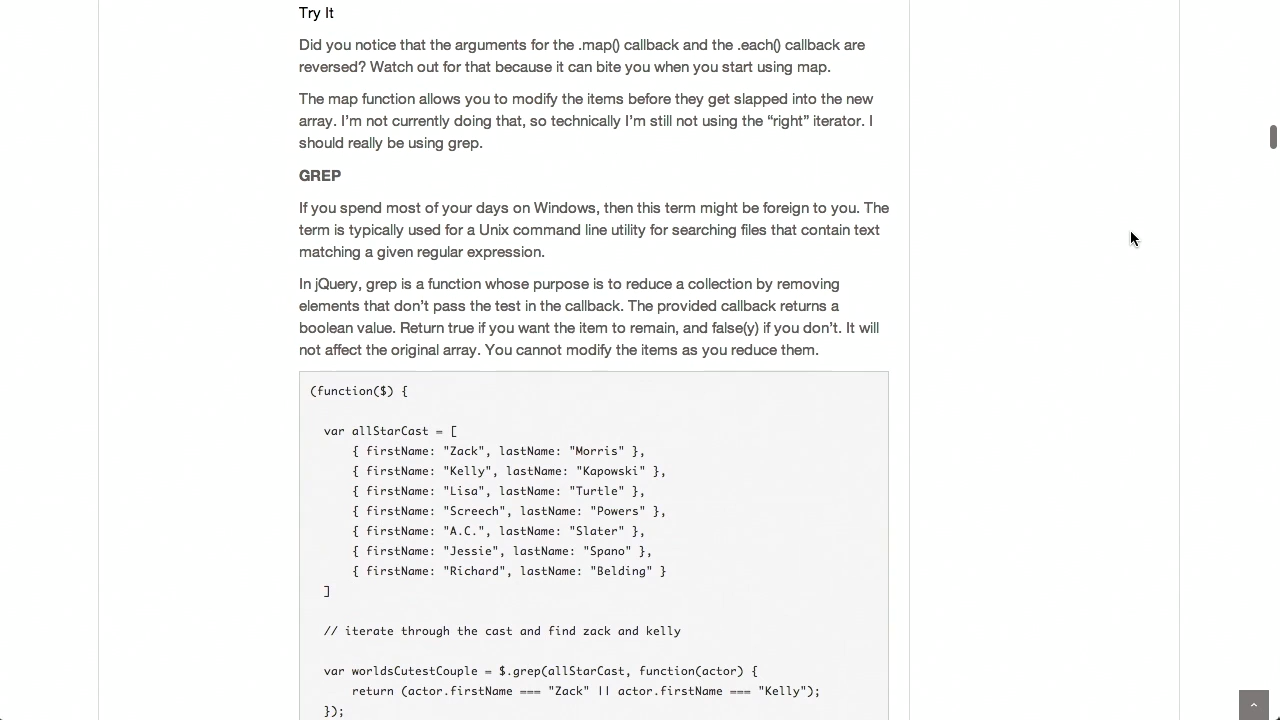 Try It
Did you notice that the arguments for the .map() callback and the .each() callback are
reversed? Watch out for that because it can bite you when you start using map.
The map function allows you to modify the items before they get slapped into the new
array. I’m not currently doing that, so technically I’m still not using the “right” iterator. I
should really be using grep.
GREP
If you spend most of your days on Windows, then this term might be foreign to you. The
term is typically used for a Unix command line utility for searching files that contain text
matching a given regular expression.
In jQuery, grep is a function whose purpose is to reduce a collection by removing
elements that don’t pass the test in the callback. The provided callback returns a
boolean value. Return true if you want the item to remain, and false(y) if you don’t. It will
not affect the original array. You cannot modify the items as you reduce them.
(function($) {
var allStarCast = [
{ firstName: "Zack", lastName: "Morris" },
{ firstName: "Kelly", lastName: "Kapowski" },
{ firstName: "Lisa", lastName: "Turtle" },
{ firstName: "Screech", lastName: "Powers" },
{ firstName: "A.C.", lastName: "Slater" },
{ firstName: "Jessie", lastName: "Spano" },
{ firstName: "Richard", lastName: "Belding" }
]
// iterate through the cast and find zack and kelly
var worldsCutestCouple = $.grep(allStarCast, function(actor) {
return (actor.firstName === "Zack" || actor.firstName === "Kelly");
});